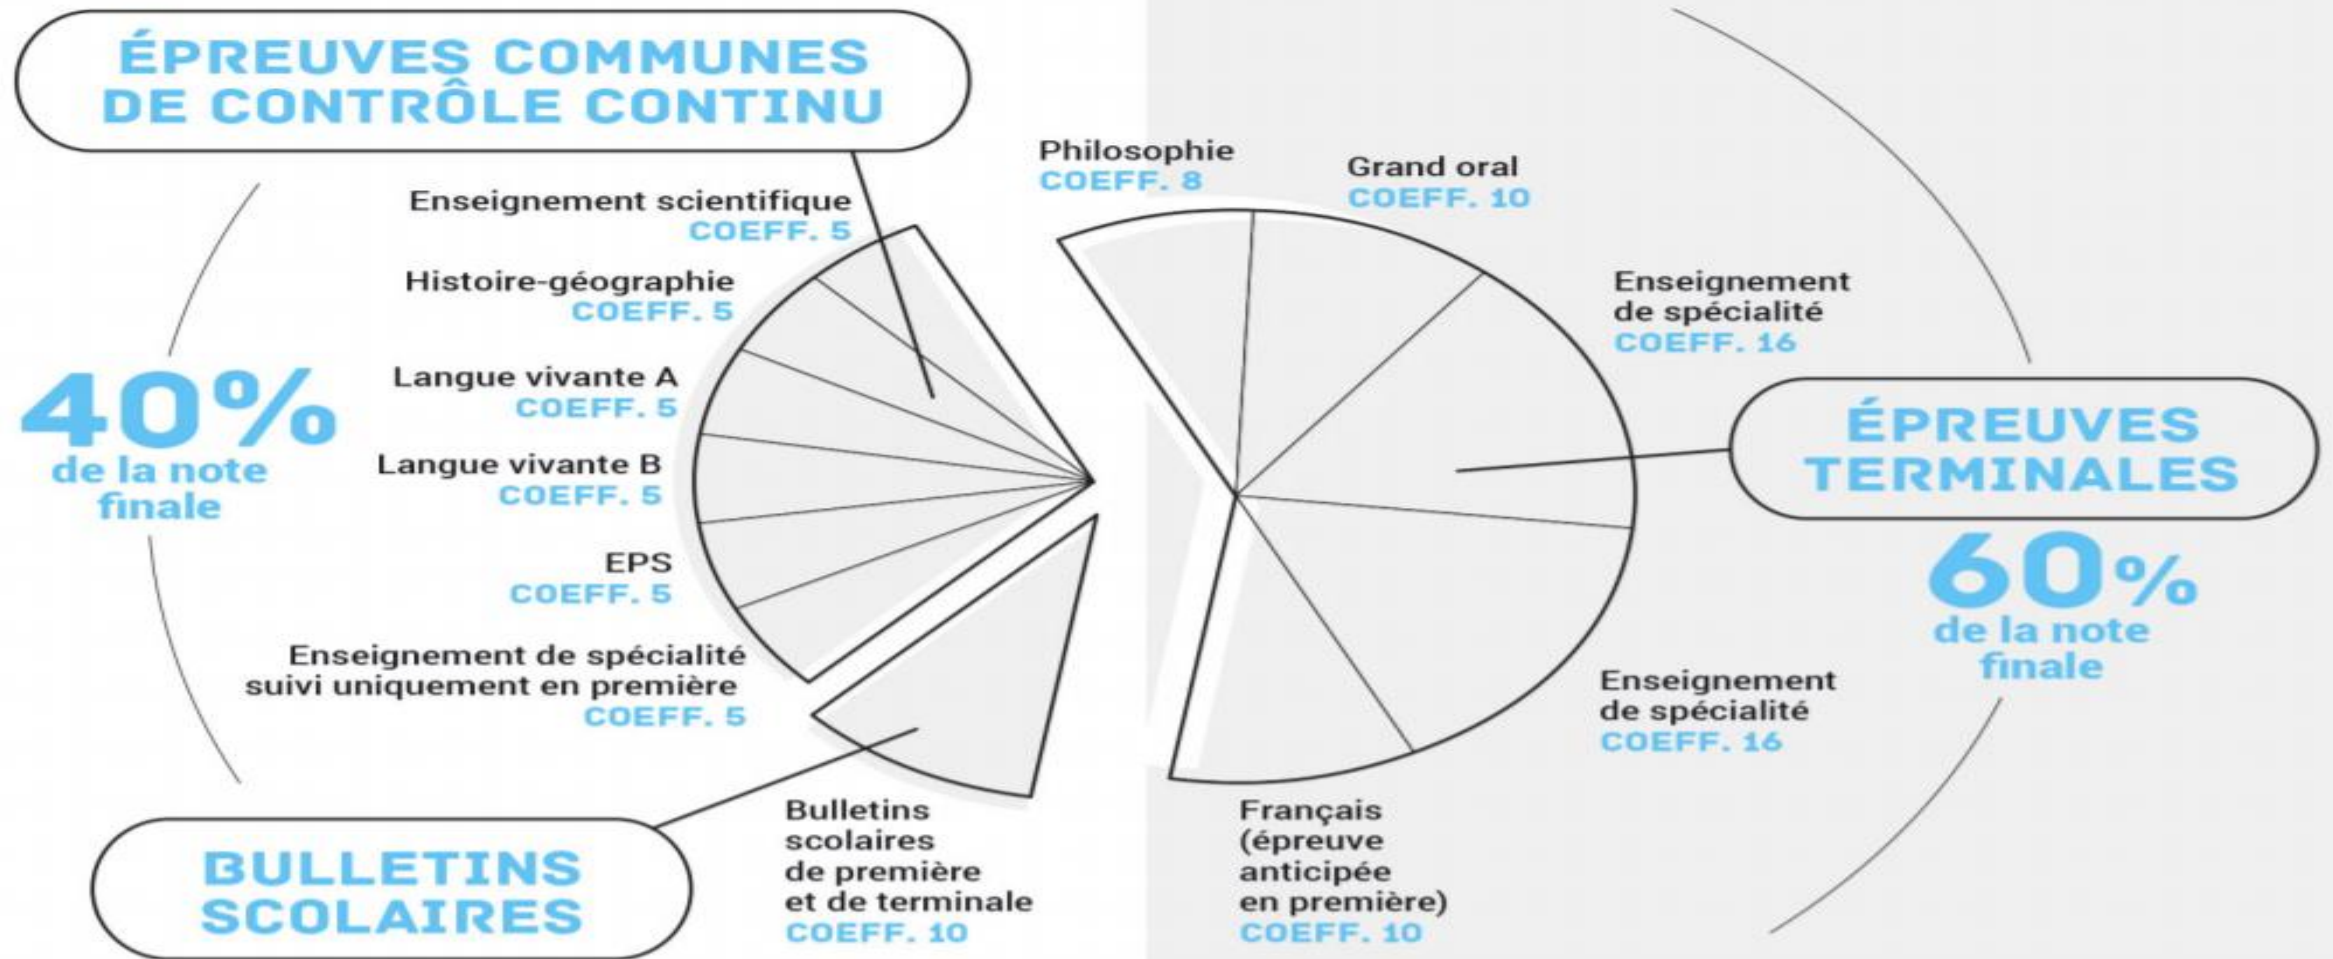 ÉPREUVES COMMUNES
DE CONTRÔLE CONTINU
Enseignement scientifique
COEFF. 5
Histoire-géographie
COEFF. 5
Langue vivante A
COEFF. 5
Langue vivante B
COEFF. 5
EPS
COEFF. 5
Enseignement de spécialité
suivi uniquement en première
COEFF. 5
40%
de la note
finale
BULLETINS
SCOLAIRES
Bulletins
scolaires
de première
et de terminale
COEFF. 10
Philosophie
COEFF. 8
Grand oral
COEFF. 10
Enseignement
de spécialité
COEFF. 16
ÉPREUVES
TERMINALES
60%
de la note
finale
Enseignement
de spécialité
COEFF. 16
Français
(épreuve
anticipée
en première)
COEFF. 10